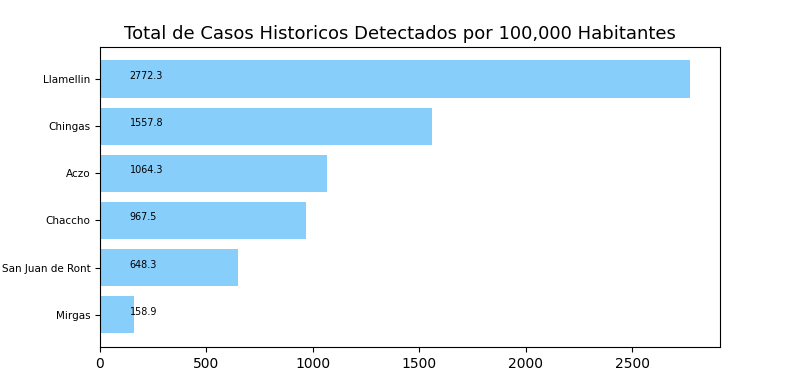 Total de Casos Historicos Detectados por 100,000 Habitantes
Llamellin 2772.3
Chingas 1557.8
Aczo 1064.3
Chaccho 967.5
San Juan de Ront 648.3
Mirgas 158.9
0 500 1000 1500 2000 2500